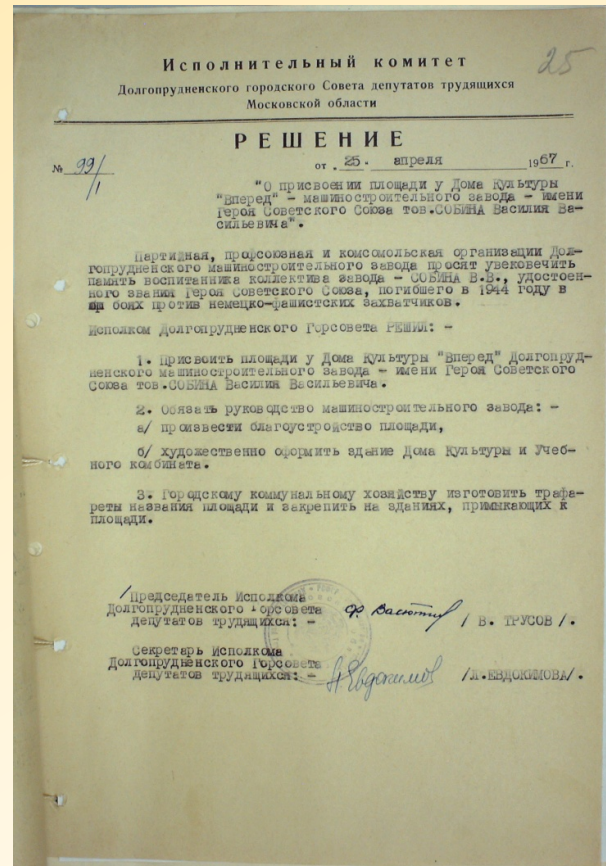 25
Исполнительный комитет
Долгопрудненского городского Совета депутатов трудящихся
Московской области
РЕШЕНИЕ
№ 99/1 от "25" апреля 1967 г.
"О присвоении площади у Дома Культуры
"Вперед" - машиностроительного завода - имени
Героя Советского Союза тов.СОБИНА Василия Ва-
сильевича".
Партийная, профсоюзная и комсомольская организации Дол-
гопрудненского машиностроительного завода просят увековечить
память воспитанника коллектива завода - СОБИНА В.В., удостоен-
ного звания Героя Советского Союза, погибшего в 1944 году в
боях против немецко-фашистских захватчиков.
Исполком Долгопрудненского Горсовета РЕШИЛ: -
1. Присвоить площади у Дома Культуры "Вперед" Долгопруд-
ненского машиностроительного завода - имени Героя Советского
Союза тов.СОБИНА Василия Васильевича.
2. Обязать руководство машиностроительного завода: -
а/ произвести благоустройство площади,
б/ художественно оформить здание Дома Культуры и Учеб-
ного комбината.
3. Городскому коммунальному хозяйству изготовить трафа-
реты названия площади и закрепить на зданиях, примыкающих к
площади.
/Председатель Исполкома
Долгопрудненского Горсовета
депутатов трудящихся: - / В. ТРУСОВ /.
Секретарь Исполкома
Долгопрудненского Горсовета
депутатов трудящихся: - Евдокимов /Л.ЕВДОКИМОВА/.